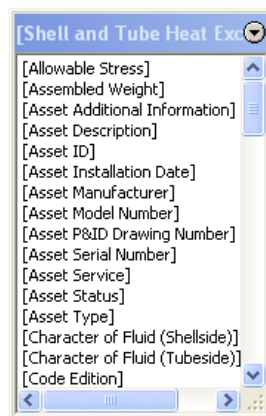 [Shell and Tube Heat Exc
[Allowable Stress]
[Assembled Weight]
[Asset Additional Information]
[Asset Description]
[Asset ID]
[Asset Installation Date]
[Asset Manufacturer]
[Asset Model Number]
[Asset P&ID Drawing Number]
[Asset Serial Number]
[Asset Service]
[Asset Status]
[Asset Type]
[Character of Fluid (Shellside)]
[Character of Fluid (Tubeside)]
[Code Edition]